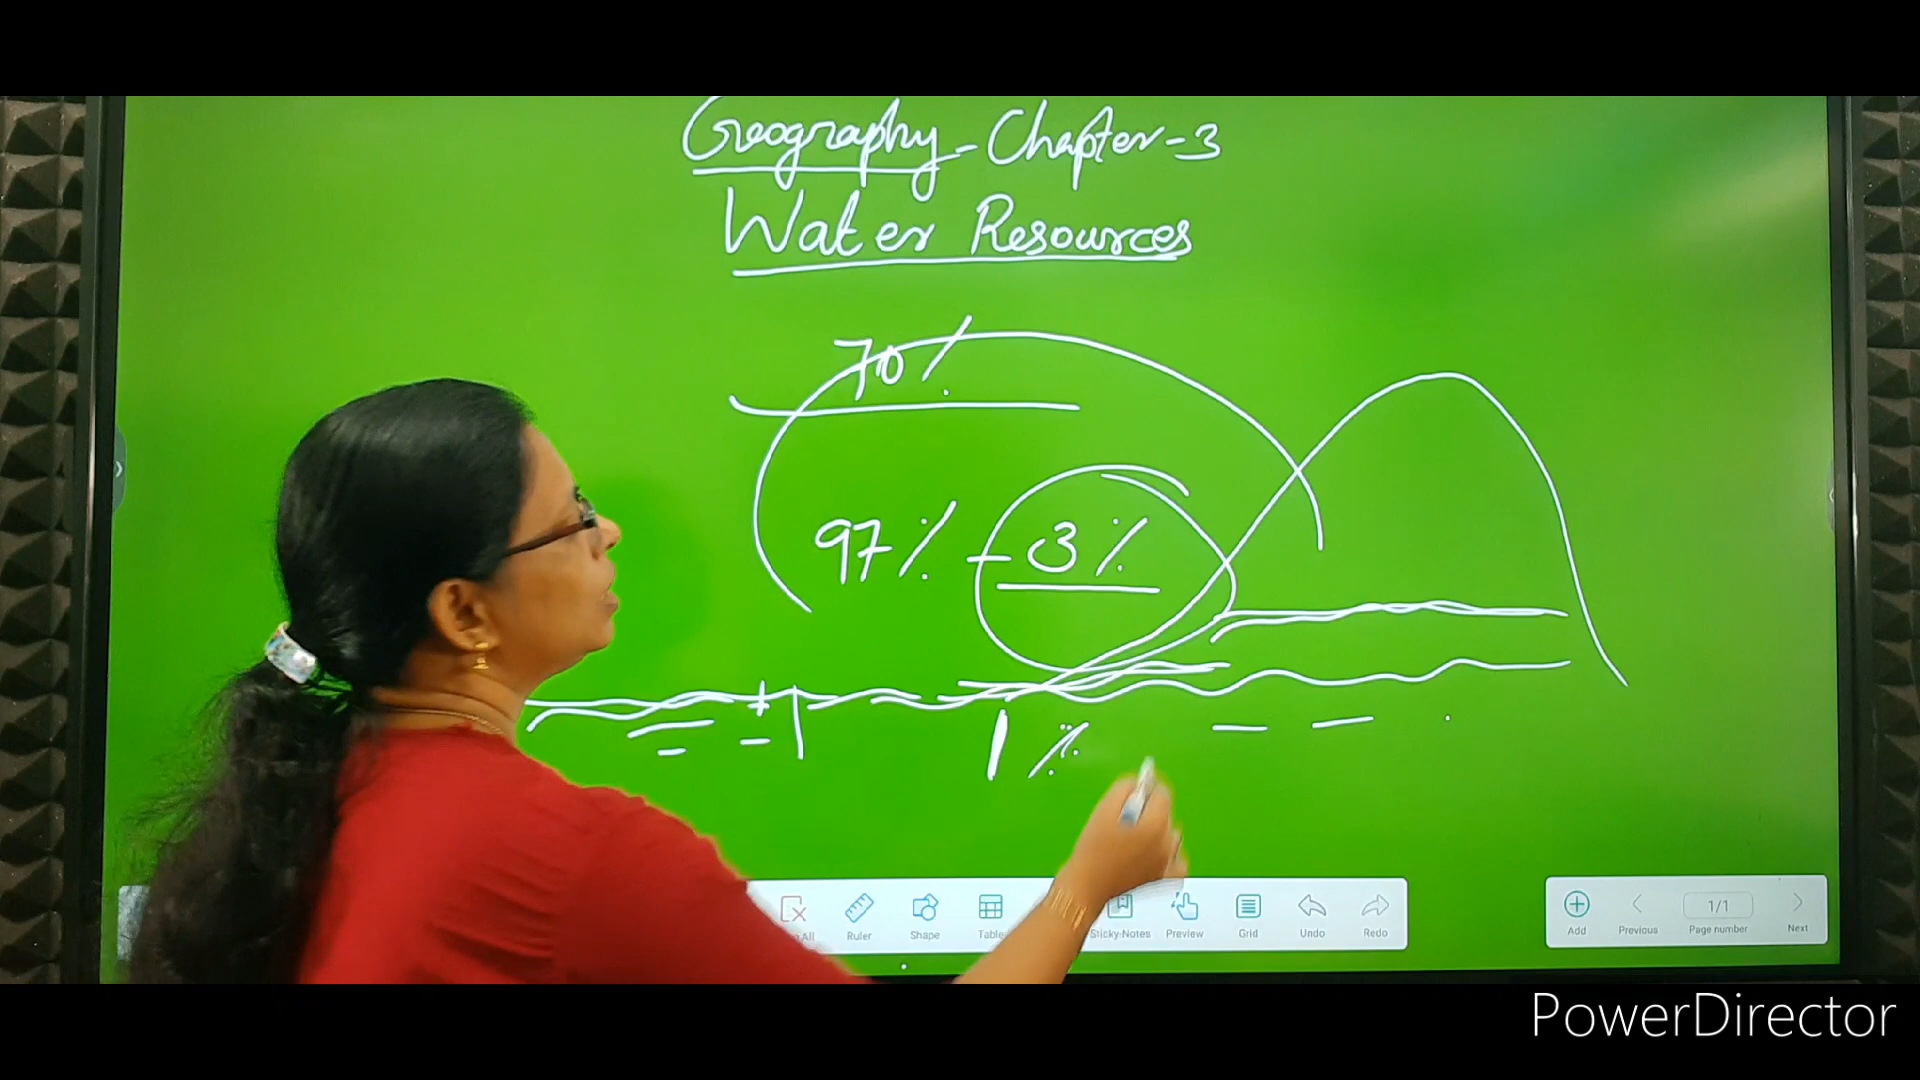 Geography - Chapter - 3
Water Resources
70%
97% - 3%
1%
Ruler Shape Table Sticky Notes Preview Grid Undo Redo
Add Previous 1/1 Page number Next
PowerDirector